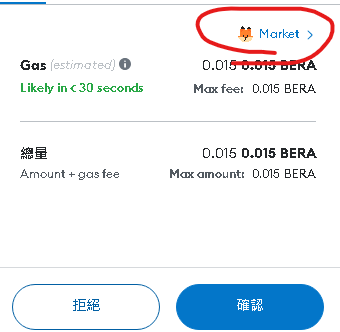 Market >
Gas (estimated) i 0.015 0.015 BERA
Likely in < 30 seconds Max fee: 0.015 BERA
總量 0.015 0.015 BERA
Amount + gas fee Max amount: 0.015 BERA
拒絕 確認